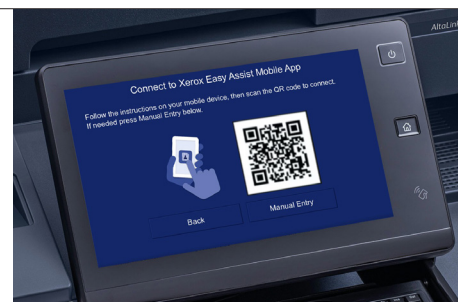 AltaLink
Connect to Xerox Easy Assist Mobile App
Follow the instructions on your mobile device, then scan the QR code to connect.
If needed press Manual Entry below.
Back
Manual Entry